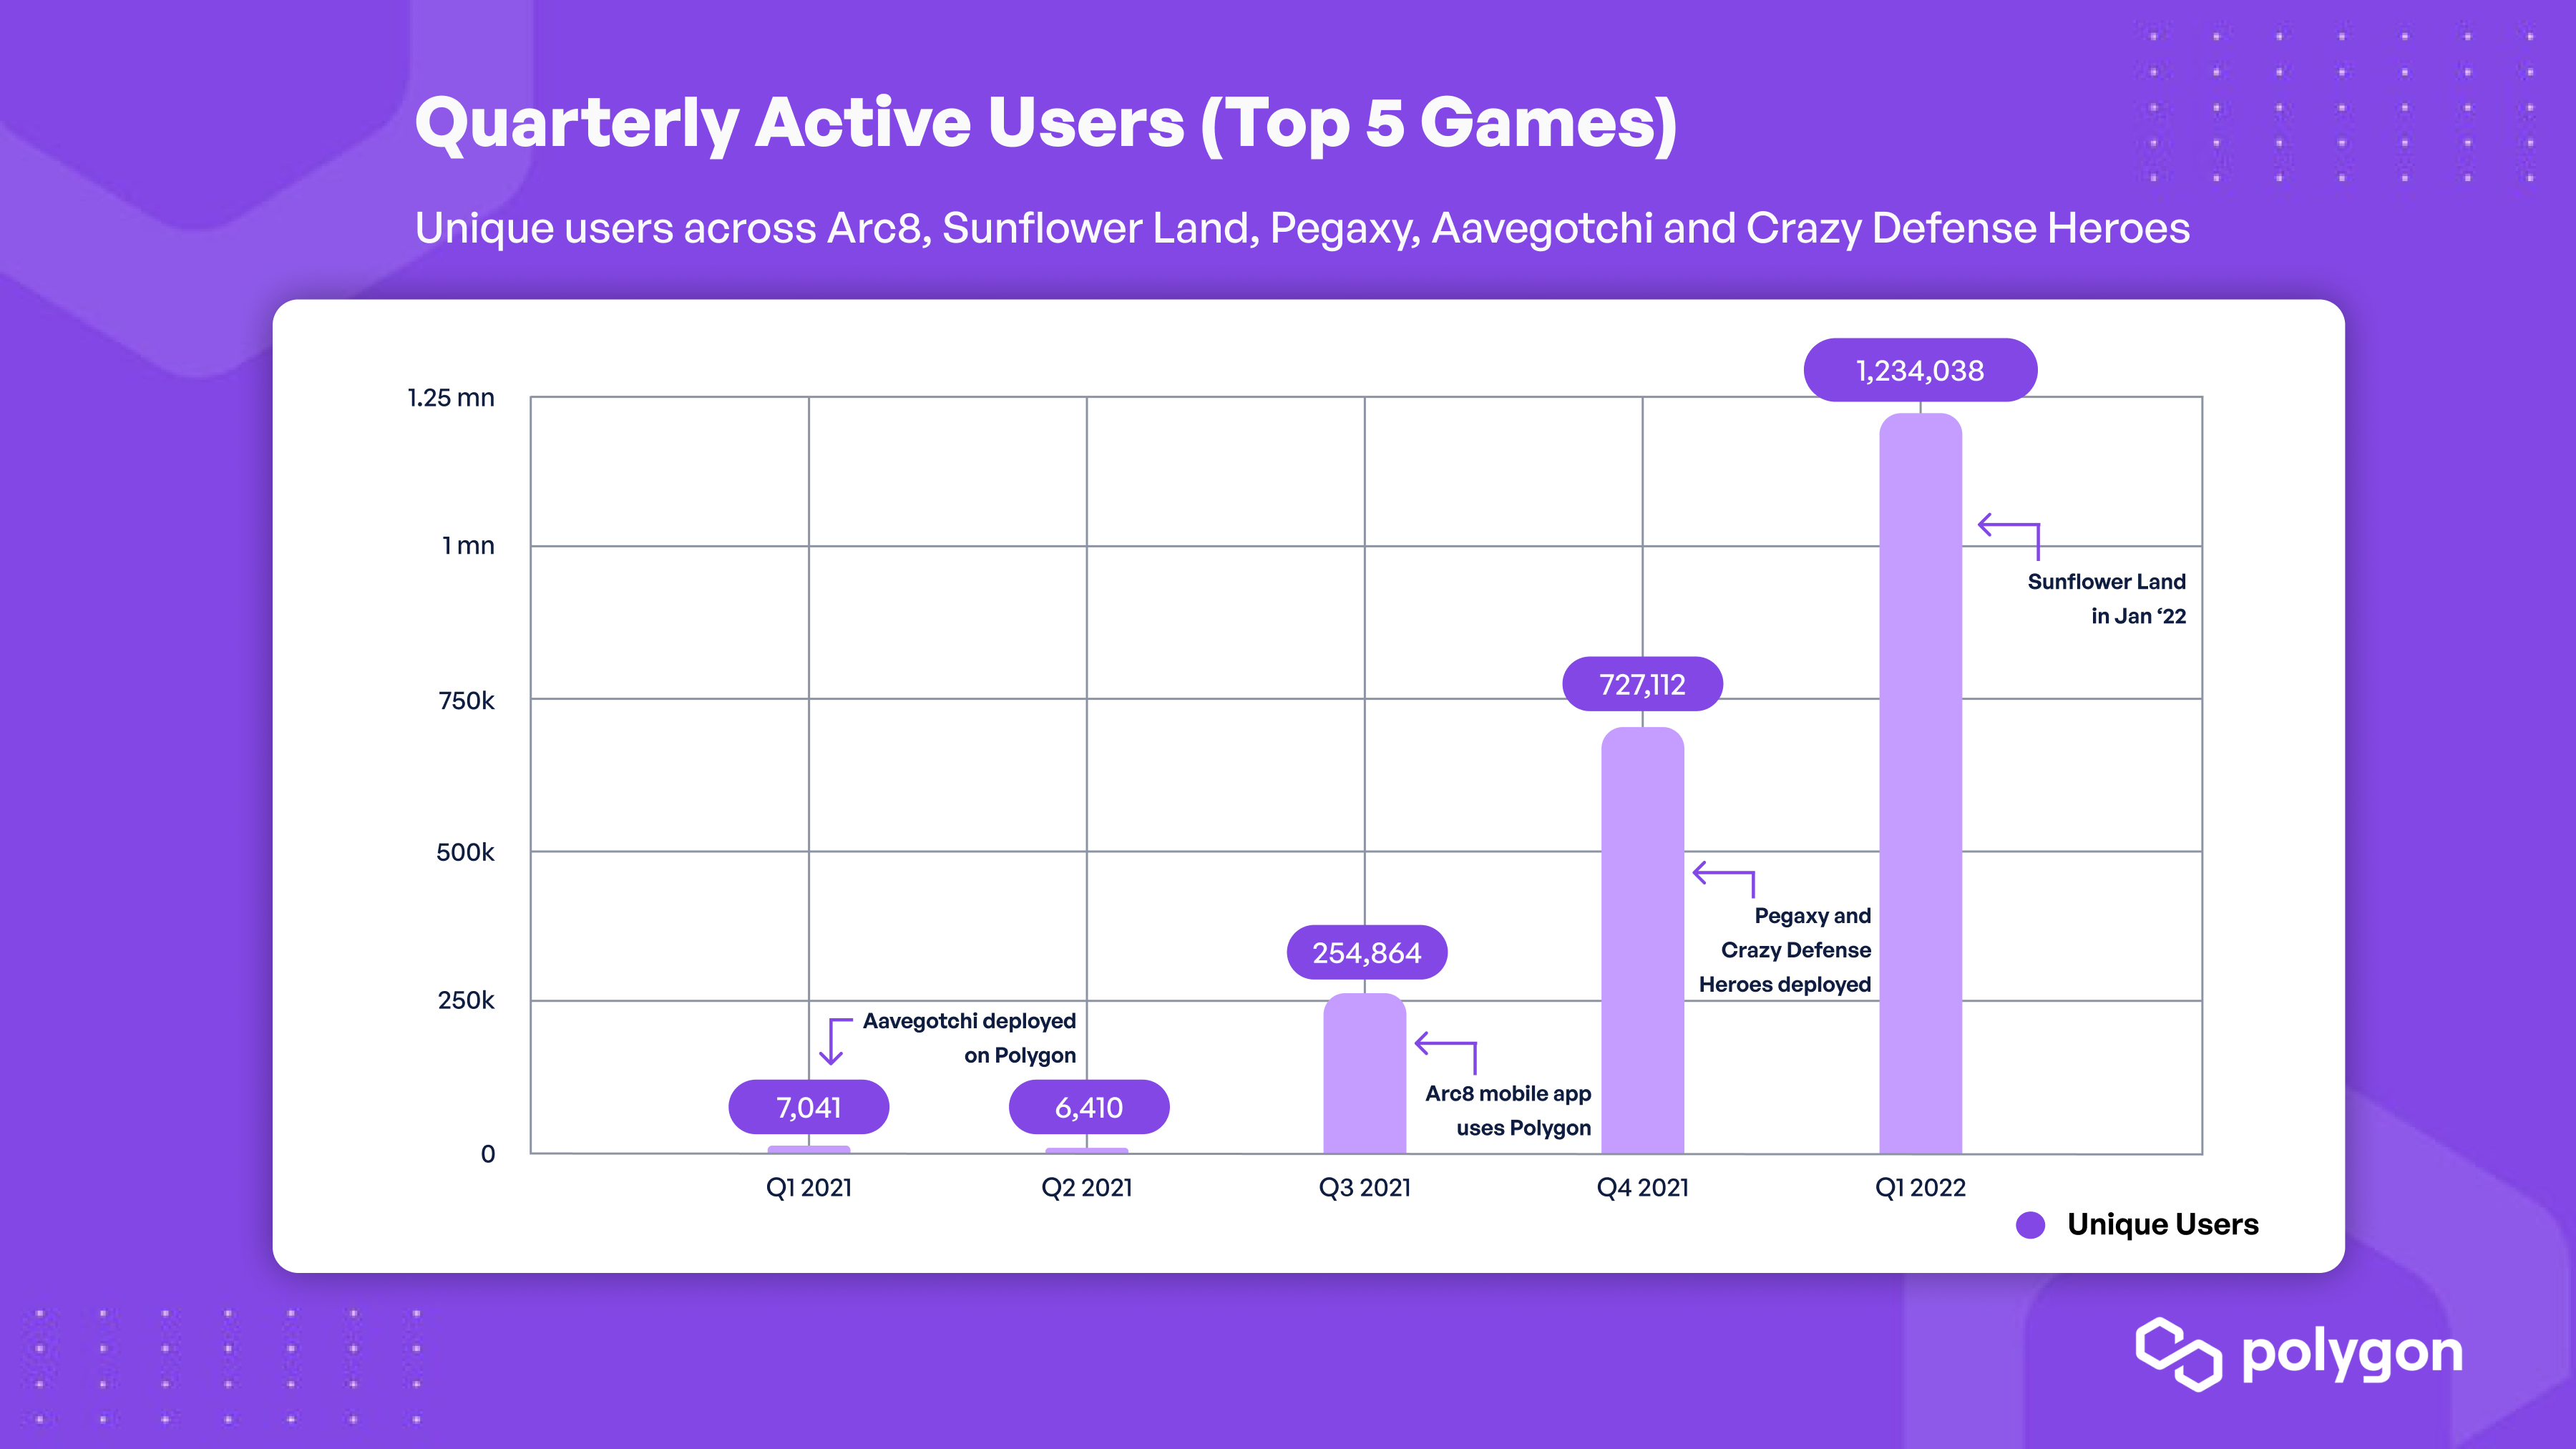 Quarterly Active Users (Top 5 Games)
Unique users across Arc8, Sunflower Land, Pegaxy, Aavegotchi and Crazy Defense Heroes
1.25 mn
1 mn
750k
500k
250k
0
7,041
6,410
254,864
727,112
1,234,038
Aavegotchi deployed
on Polygon
Arc8 mobile app
uses Polygon
Pegaxy and
Crazy Defense
Heroes deployed
Sunflower Land
in Jan ‘22
Q1 2021
Q2 2021
Q3 2021
Q4 2021
Q1 2022
Unique Users
polygon